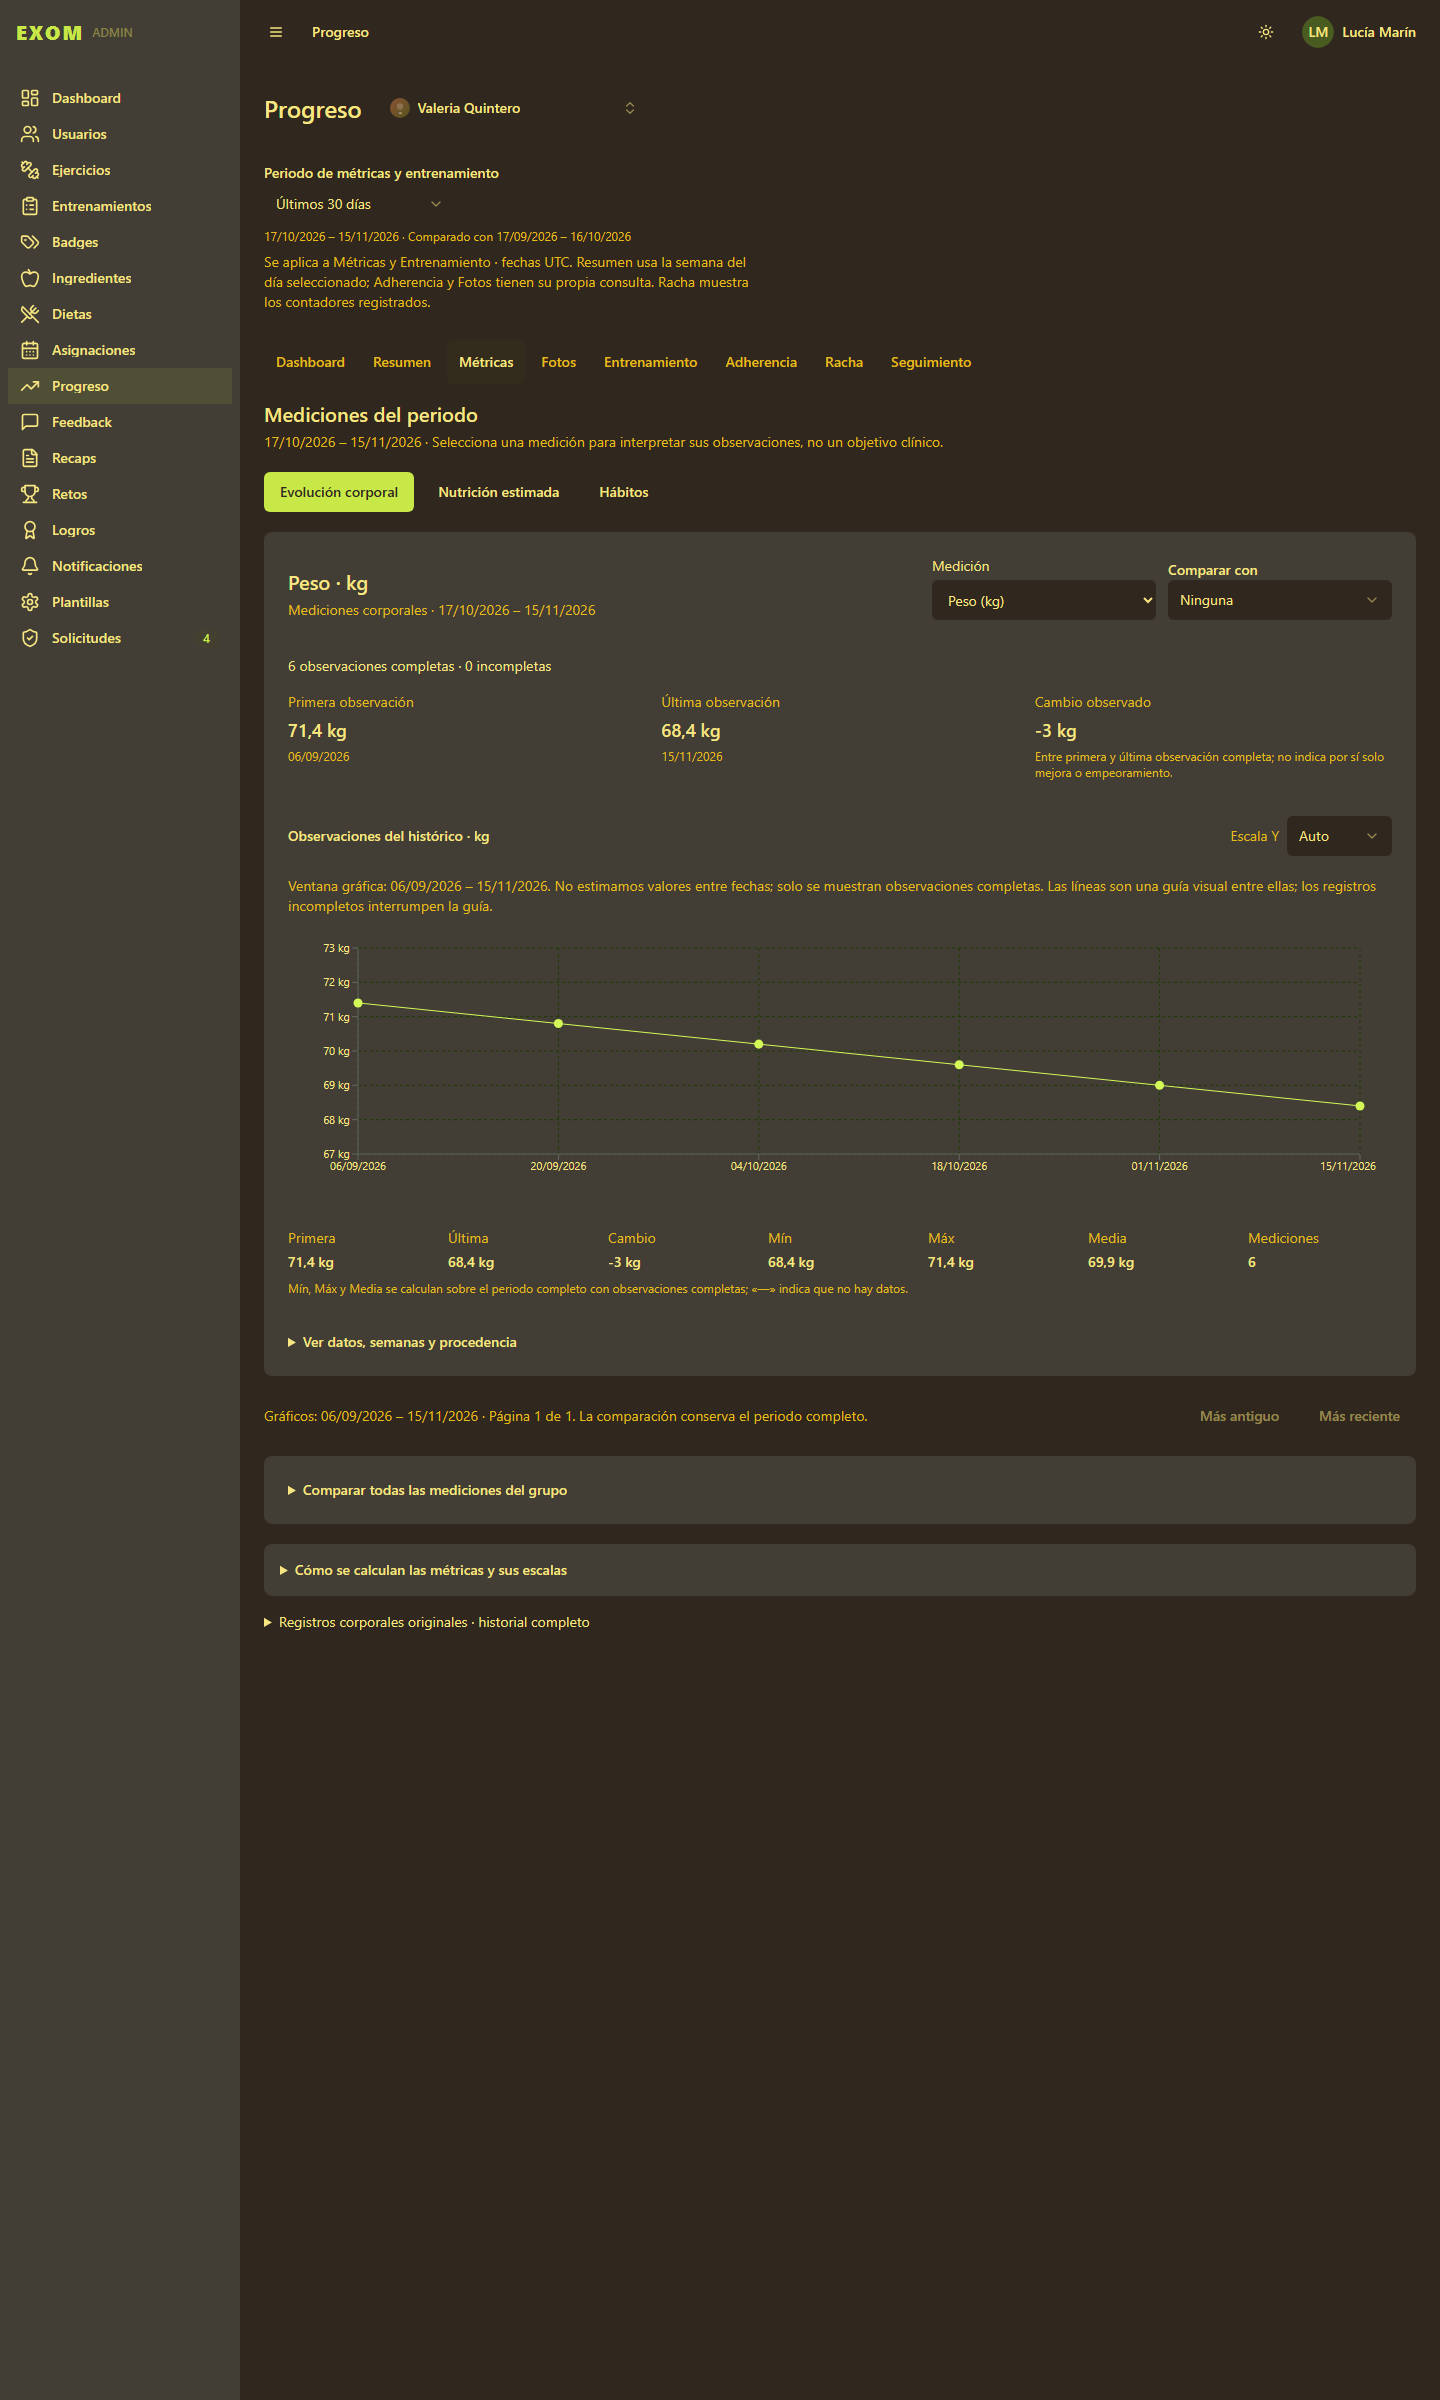 EXOM ADMIN
Dashboard
Usuarios
Ejercicios
Entrenamientos
Badges
Ingredientes
Dietas
Asignaciones
Progreso
Feedback
Recaps
Retos
Logros
Notificaciones
Plantillas
Solicitudes 4
Progreso
LM Lucía Marín
Progreso
Valeria Quintero
Periodo de métricas y entrenamiento
Últimos 30 días
17/10/2026 – 15/11/2026 · Comparado con 17/09/2026 – 16/10/2026
Se aplica a Métricas y Entrenamiento · fechas UTC. Resumen usa la semana del
día seleccionado; Adherencia y Fotos tienen su propia consulta. Racha muestra
los contadores registrados.
Dashboard Resumen Métricas Fotos Entrenamiento Adherencia Racha Seguimiento
Mediciones del periodo
17/10/2026 – 15/11/2026 · Selecciona una medición para interpretar sus observaciones, no un objetivo clínico.
Evolución corporal Nutrición estimada Hábitos
Peso · kg
Mediciones corporales · 17/10/2026 – 15/11/2026
Medición
Peso (kg)
Comparar con
Ninguna
6 observaciones completas · 0 incompletas
Primera observación
71,4 kg
06/09/2026
Última observación
68,4 kg
15/11/2026
Cambio observado
-3 kg
Entre primera y última observación completa; no indica por sí solo
mejora o empeoramiento.
Observaciones del histórico · kg
Escala Y Auto
Ventana gráfica: 06/09/2026 – 15/11/2026. No estimamos valores entre fechas; solo se muestran observaciones completas. Las líneas son una guía visual entre ellas; los registros
incompletos interrumpen la guía.
73 kg
72 kg
71 kg
70 kg
69 kg
68 kg
67 kg
06/09/2026 20/09/2026 04/10/2026 18/10/2026 01/11/2026 15/11/2026
Primera Última Cambio Mín Máx Media Mediciones
71,4 kg 68,4 kg -3 kg 68,4 kg 71,4 kg 69,9 kg 6
Mín, Máx y Media se calculan sobre el periodo completo con observaciones completas; «—» indica que no hay datos.
Ver datos, semanas y procedencia
Gráficos: 06/09/2026 – 15/11/2026 · Página 1 de 1. La comparación conserva el periodo completo.
Más antiguo Más reciente
Comparar todas las mediciones del grupo
Cómo se calculan las métricas y sus escalas
Registros corporales originales · historial completo